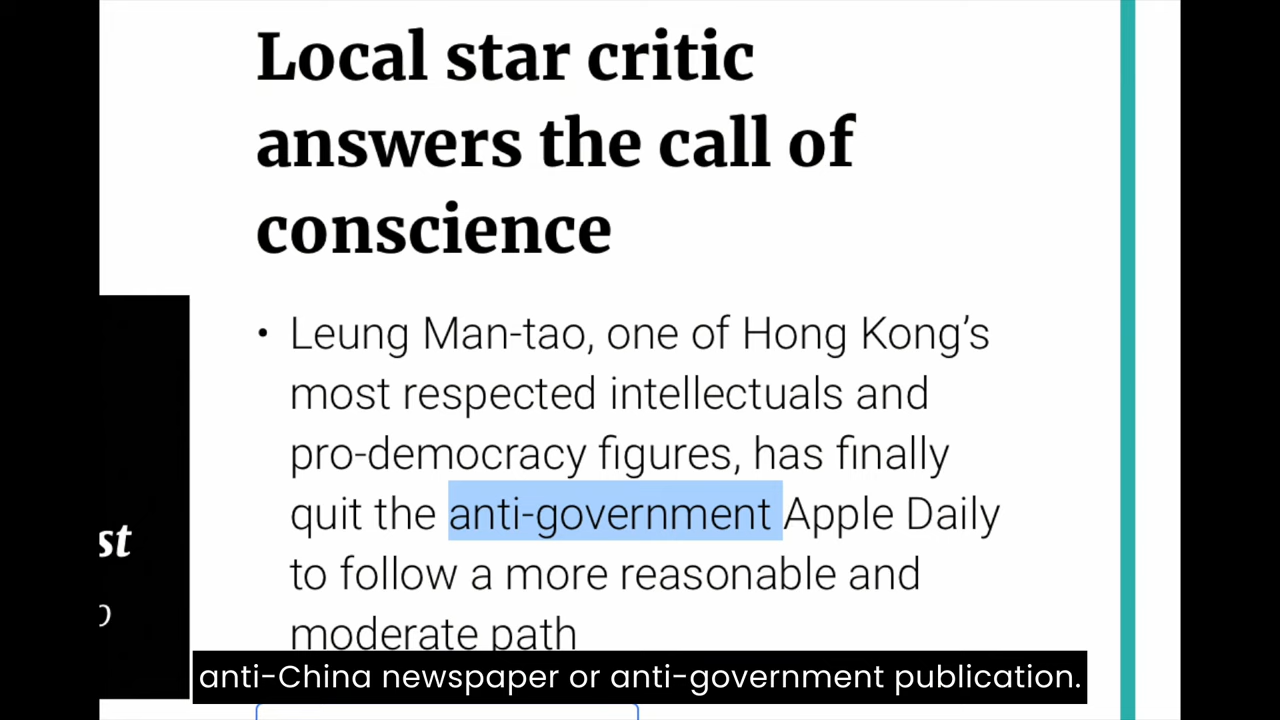 Local star critic
answers the call of
conscience
• Leung Man-tao, one of Hong Kong’s
most respected intellectuals and
pro-democracy figures, has finally
quit the anti-government Apple Daily
to follow a more reasonable and
moderate path
st
anti-China newspaper or anti-government publication.